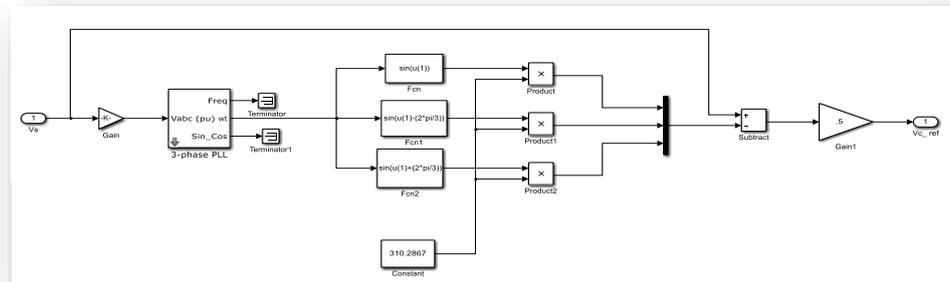 1
Vs
-K-
Gain
Freq
Vabc (pu) wt
Sin_Cos
3-phase PLL
Terminator
Terminator1
sin(u(1))
Fcn
sin(u(1)-(2*pi/3))
Fcn1
sin(u(1)+(2*pi/3))
Fcn2
310.2867
Constant
×
Product
×
Product1
×
Product2
+
−
Subtract
.5
Gain1
1
Vc_ref